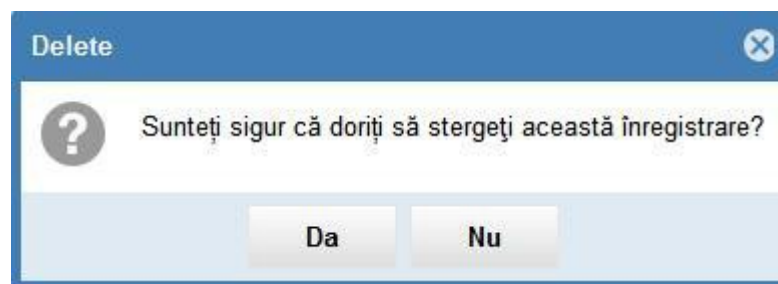 Delete
Sunteți sigur că doriți să stergeţi această înregistrare?
Da
Nu